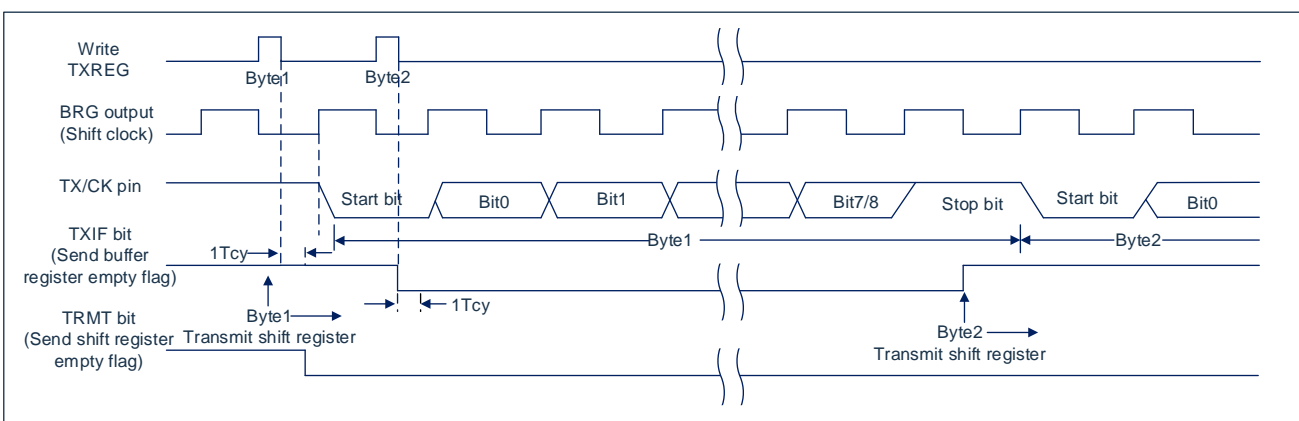 Write
TXREG
Byte1
Byte2
BRG output
(Shift clock)
TX/CK pin
Start bit
Bit0
Bit1
Bit7/8
Stop bit
Start bit
Bit0
TXIF bit
(Send buffer
register empty flag)
1Tcy
Byte1
Byte2
1Tcy
Byte1
Transmit shift register
Byte2
Transmit shift register
TRMT bit
(Send shift register
empty flag)